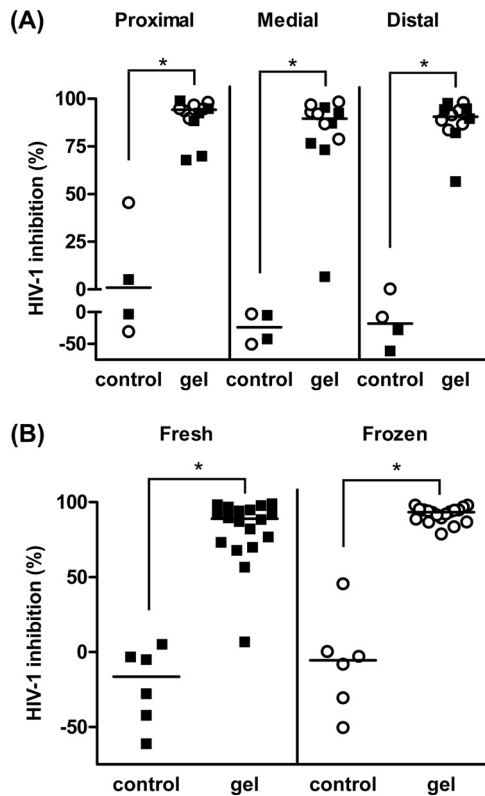 (A)
Proximal Medial Distal
* * *
100
75
50
25
0
0
-50
HIV-1 inhibition (%)
control gel control gel control gel
(B)
Fresh Frozen
* *
100
50
0
-50
HIV-1 inhibition (%)
control gel control gel